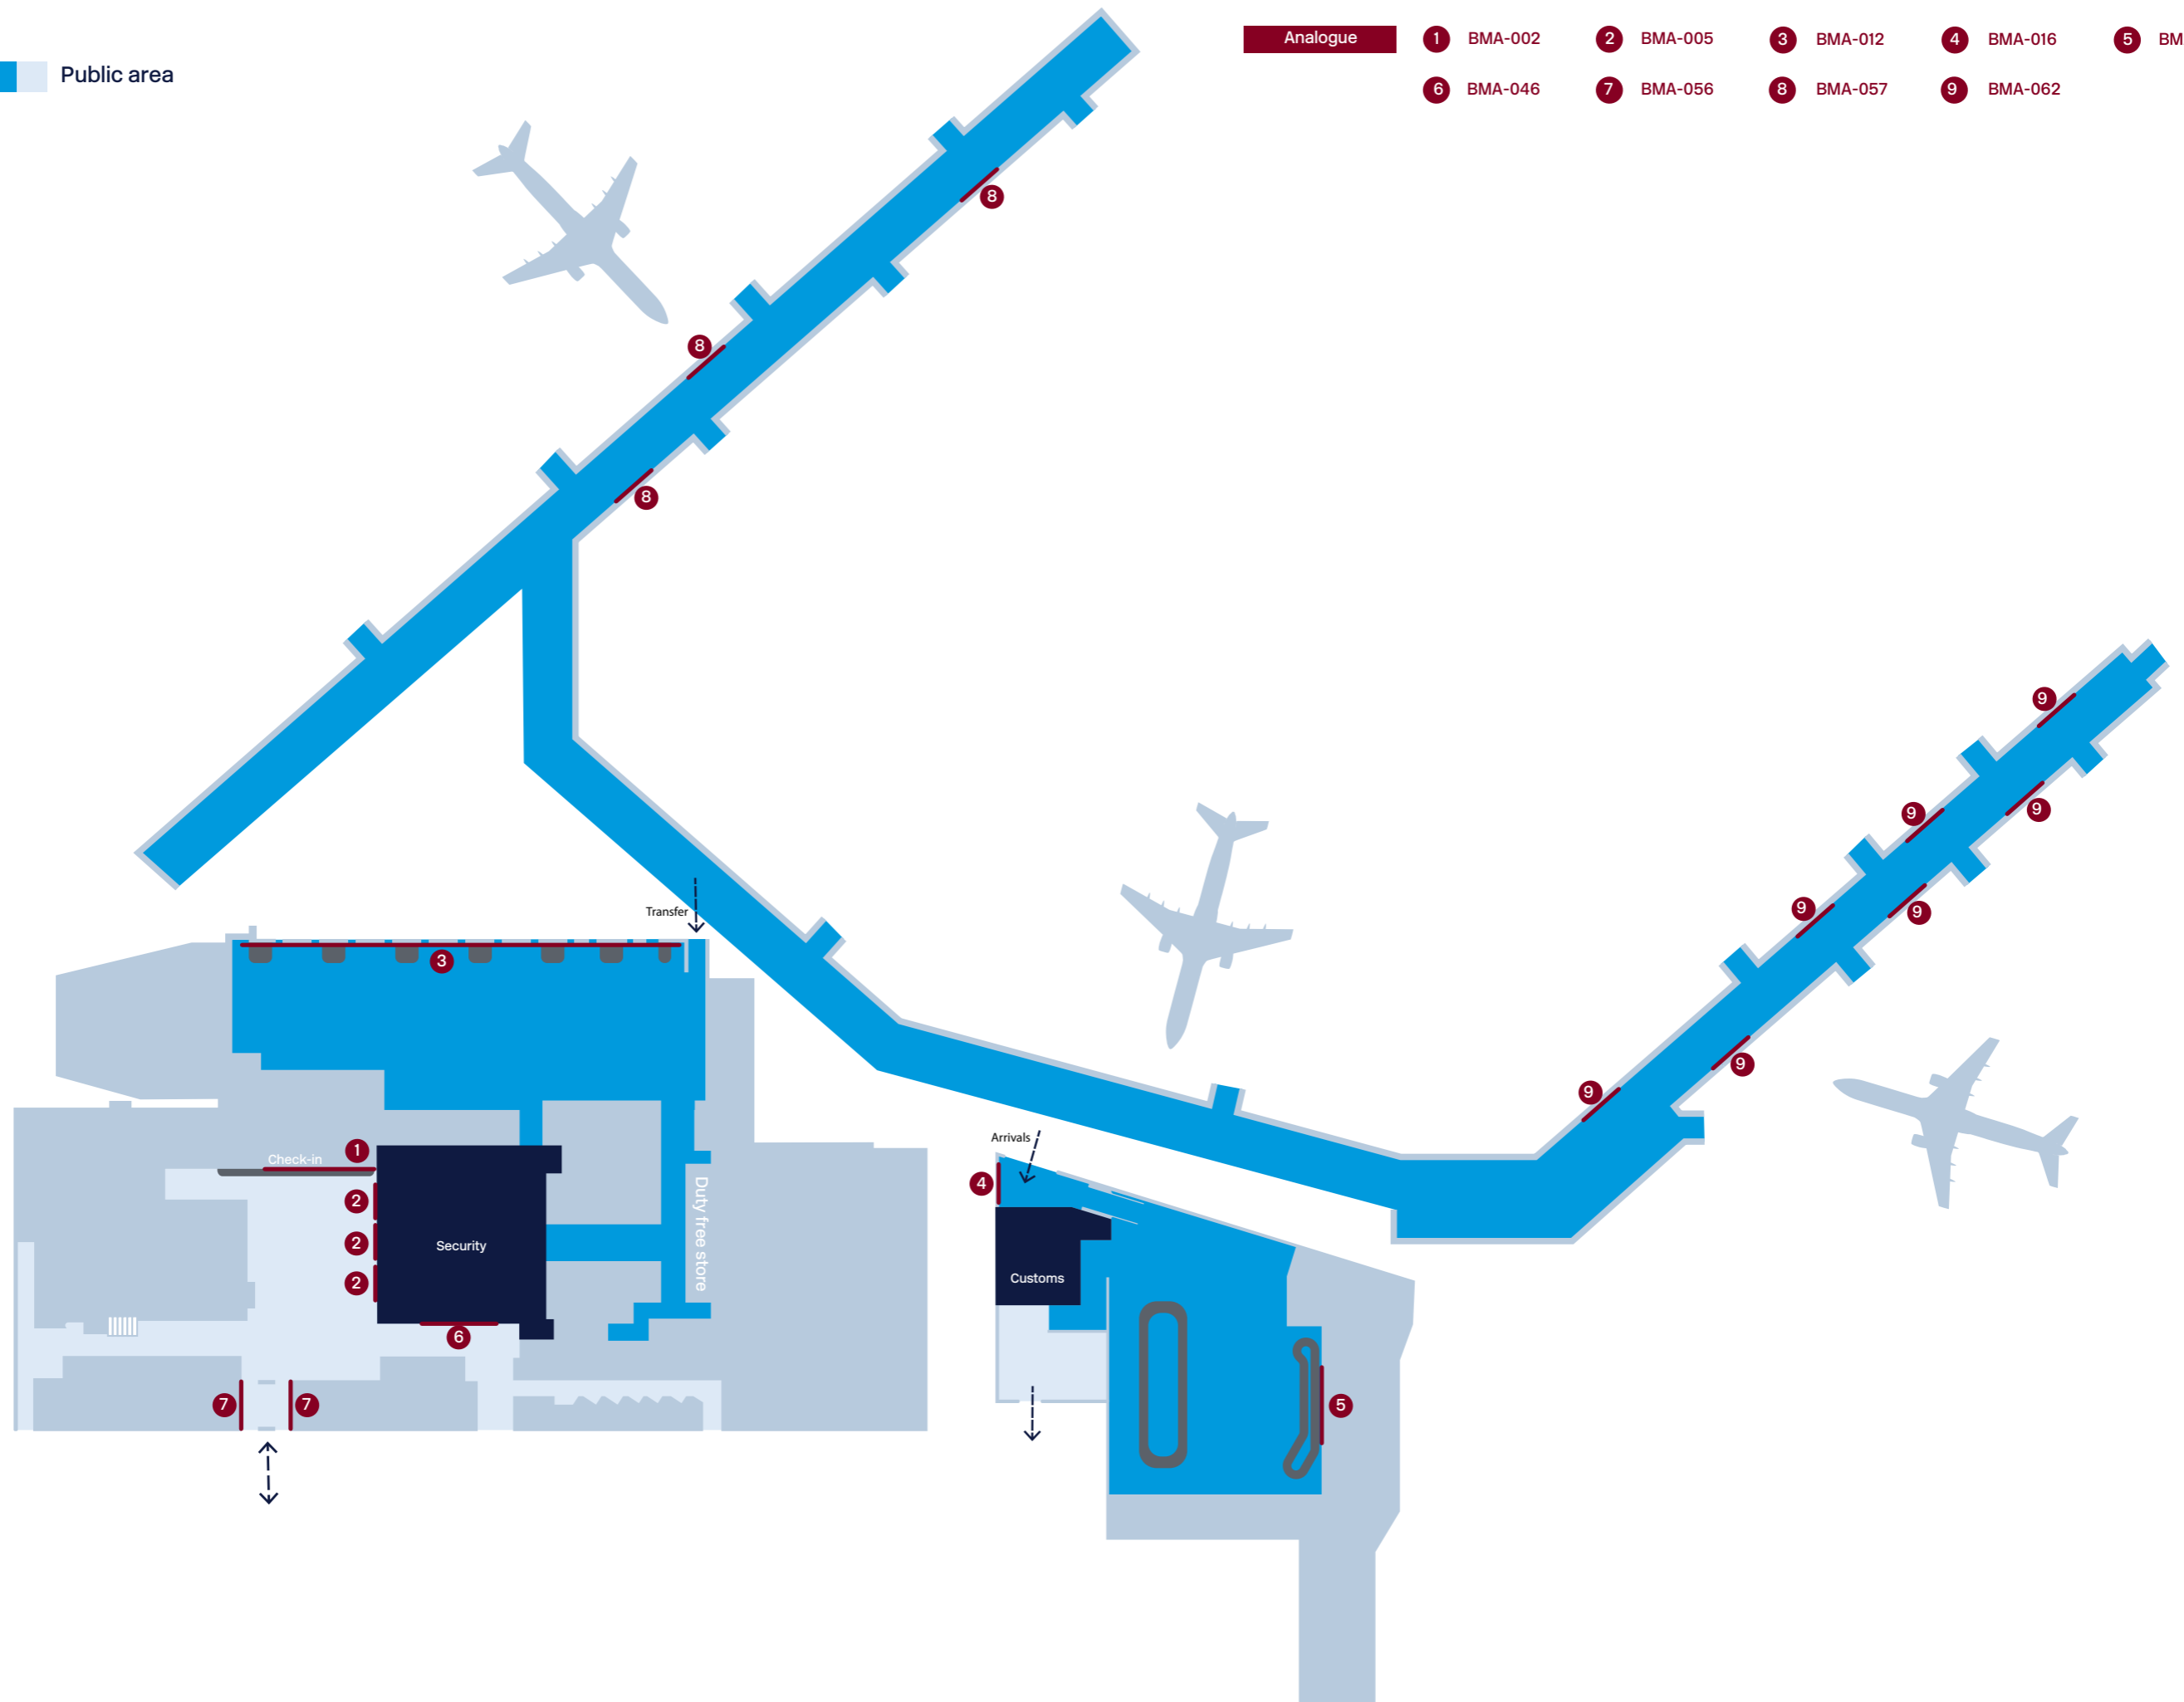 Analogue 1 BMA-002 2 BMA-005 3 BMA-012 4 BMA-016 5 BM
Public area
6 BMA-046 7 BMA-056 8 BMA-057 9 BMA-062
8
8
8
9
9
9
9
9
9
9
9
Transfer
3
Arrivals
1
Check-in
4
2
Duty free store
2
Security
Customs
2
6
7
7
5